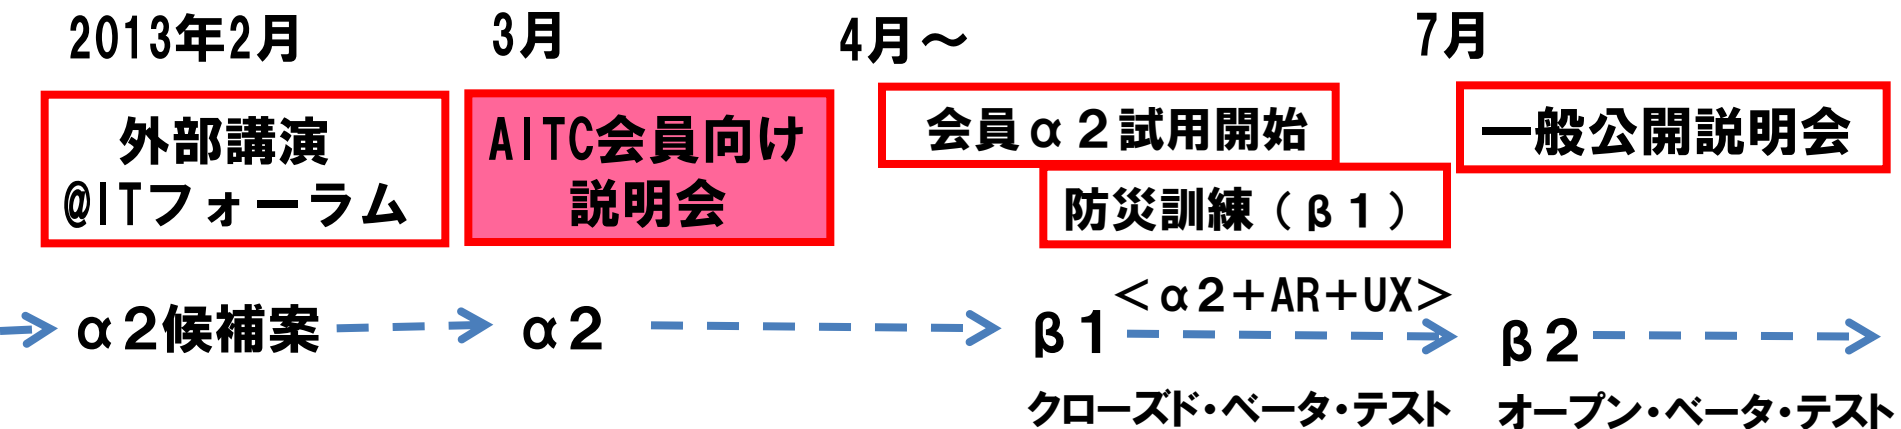 2013年2月
3月
4月～
7月
外部講演
@ITフォーラム
AITC会員向け
説明会
会員α２試用開始
防災訓練（β１）
一般公開説明会
α２候補案
α２
β１
＜α２＋AR＋UX＞
β２
クローズド・ベータ・テスト
オープン・ベータ・テスト